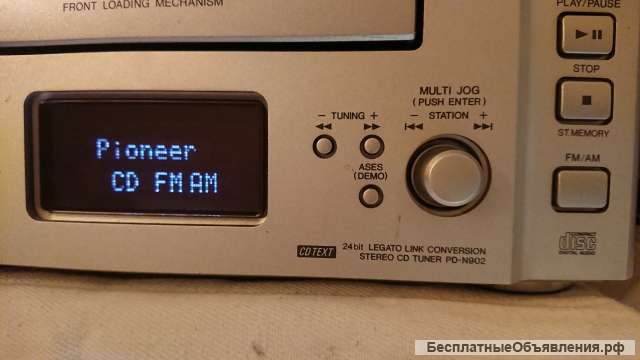 FRONT LOADING MECHANISM
PLAY/PAUSE
STOP
ST.MEMORY
FM/AM
MULTI JOG
(PUSH ENTER)
− STATION +
− TUNING +
ASES
(DEMO)
Pioneer
CD FM AM
CD TEXT
24bit LEGATO LINK CONVERSION
STEREO CD TUNER PD-N902
COMPACT
disc
DIGITAL AUDIO
БесплатныеОбъявления.рф